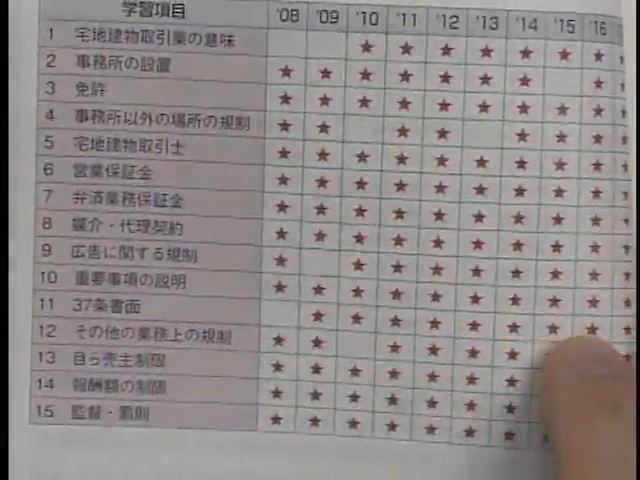 学習項目 '08 '09 '10 '11 '12 '13 '14 '15 '16
1 宅地建物取引業の意味 ★ ★ ★ ★ ★ ★ ★
2 事務所の設置 ★ ★ ★ ★ ★ ★ ★ ★
3 免許 ★ ★ ★ ★ ★ ★ ★ ★ ★
4 事務所以外の場所の規制 ★ ★ ★ ★ ★ ★ ★
5 宅地建物取引士 ★ ★ ★ ★ ★ ★ ★ ★ ★
6 営業保証金 ★ ★ ★ ★ ★ ★ ★ ★ ★
7 弁済業務保証金 ★ ★ ★ ★ ★ ★ ★ ★ ★
8 媒介・代理契約 ★ ★ ★ ★ ★ ★ ★ ★ ★
9 広告に関する規制 ★ ★ ★ ★ ★ ★ ★ ★
10 重要事項の説明 ★ ★ ★ ★ ★ ★ ★ ★ ★
11 37条書面 ★ ★ ★ ★ ★ ★ ★ ★
12 その他の業務上の規制 ★ ★ ★ ★ ★ ★
13 自ら売主制限 ★ ★ ★ ★ ★ ★ ★
14 報酬額の制限 ★ ★ ★ ★ ★ ★ ★
15 監督・罰則 ★ ★ ★ ★ ★ ★ ★